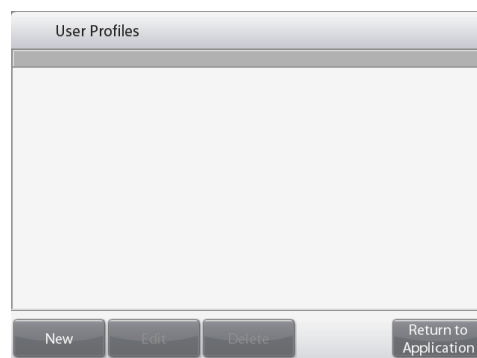 User Profiles
New
Edit
Delete
Return to
Application